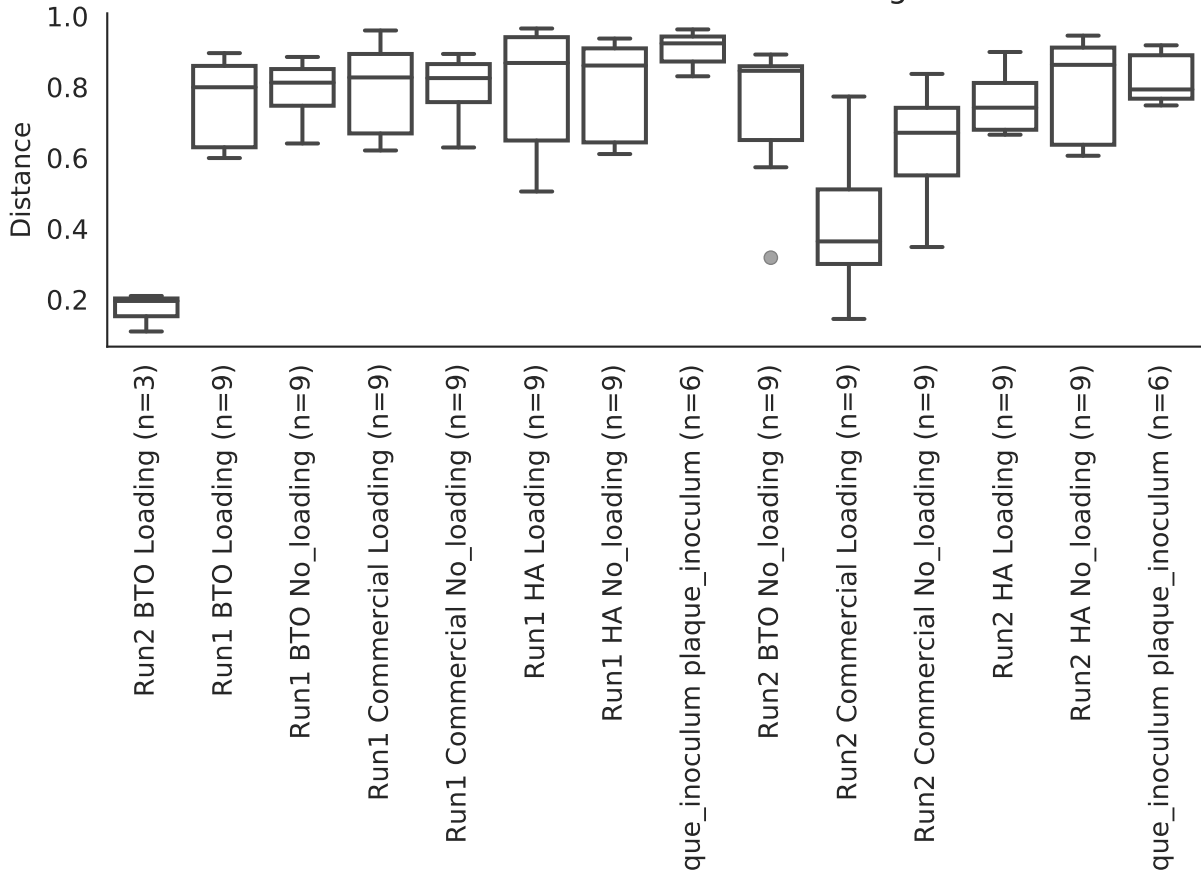 1.0
0.8
0.6
0.4
0.2
Distance
Run2 BTO Loading (n=3)
Run1 BTO Loading (n=9)
Run1 BTO No_loading (n=9)
Run1 Commercial Loading (n=9)
Run1 Commercial No_loading (n=9)
Run1 HA Loading (n=9)
Run1 HA No_loading (n=9)
que_inoculum plaque_inoculum (n=6)
Run2 BTO No_loading (n=9)
Run2 Commercial Loading (n=9)
Run2 Commercial No_loading (n=9)
Run2 HA Loading (n=9)
Run2 HA No_loading (n=9)
que_inoculum plaque_inoculum (n=6)